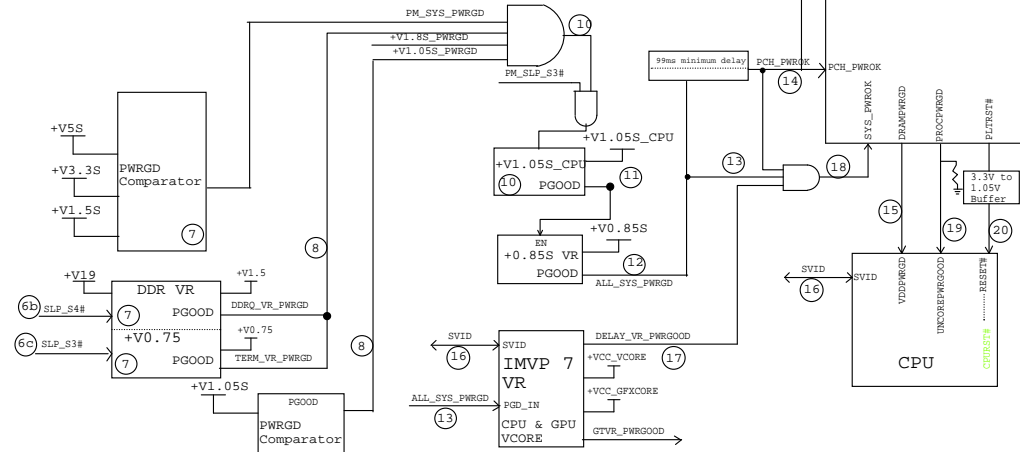 PM_SYS_PWRGD
+V1.8S_PWRGD
+V1.05S_PWRGD
10
PM_SLP_S3#
99ms minimum delay
PCH_PWROK
14
PCH_PWROK
SYS_PWROK
DRAMPWRGD
PROCPWRGD
PLTRST#
+V5S
+V3.3S
+V1.5S
PWRGD
Comparator
7
+V1.05S_CPU
+V1.05S_CPU
10
PGOOD
11
13
18
3.3V to
1.05V
Buffer
15
19
20
8
+V0.85S
EN
+0.85S VR
PGOOD
12
ALL_SYS_PWRGD
+V19
DDR VR
+V1.5
6b
SLP_S4#
7
PGOOD
DDRQ_VR_PWRGD
+V0.75
+V0.75
6c
SLP_S3#
7
PGOOD
TERM_VR_PWRGD
8
SVID
16
SVID
VDDPWRGD
UNCOREPWRGOOD
RESET#
CPURST#
CPU
SVID
16
SVID
IMVP 7
VR
DELAY_VR_PWRGOOD
17
+VCC_VCORE
+VCC_GFXCORE
ALL_SYS_PWRGD
13
PGD_IN
CPU & GPU
VCORE
GTVR_PWRGOOD
+V1.05S
PGOOD
PWRGD
Comparator